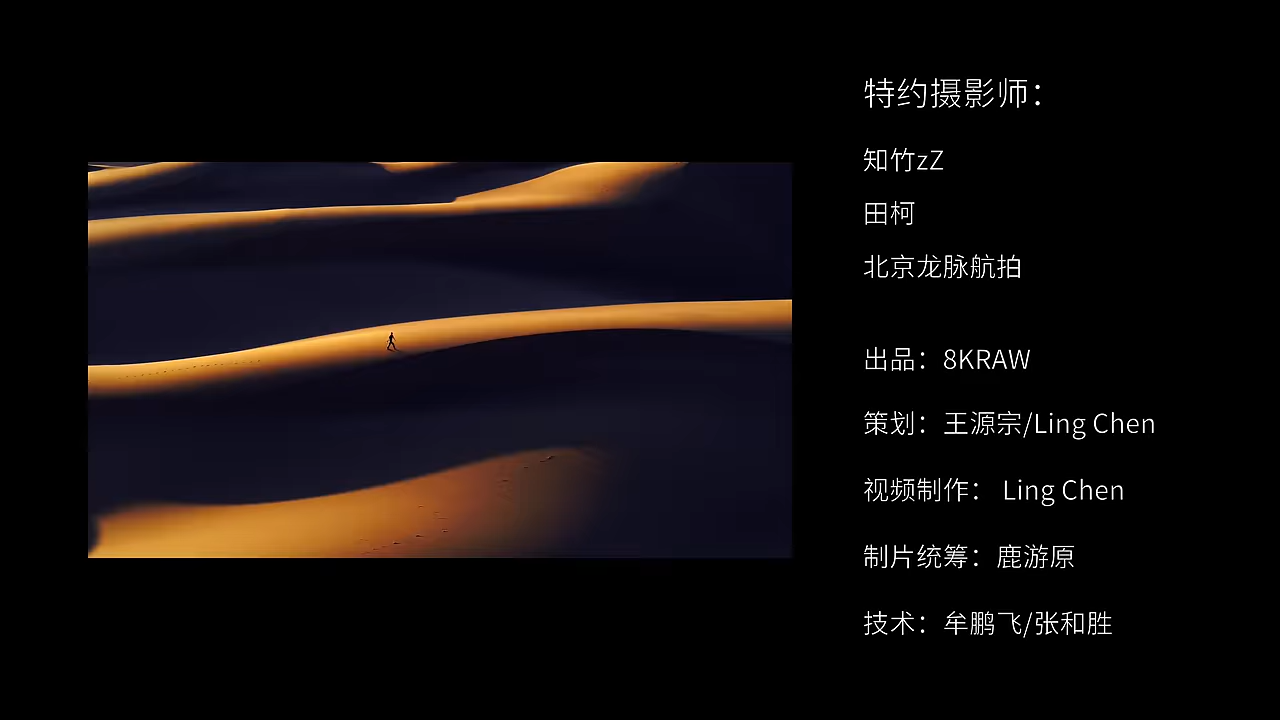 特约摄影师：
知竹zZ
田柯
北京龙脉航拍
出品：8KRAW
策划：王源宗/Ling Chen
视频制作： Ling Chen
制片统筹：鹿游原
技术：牟鹏飞/张和胜